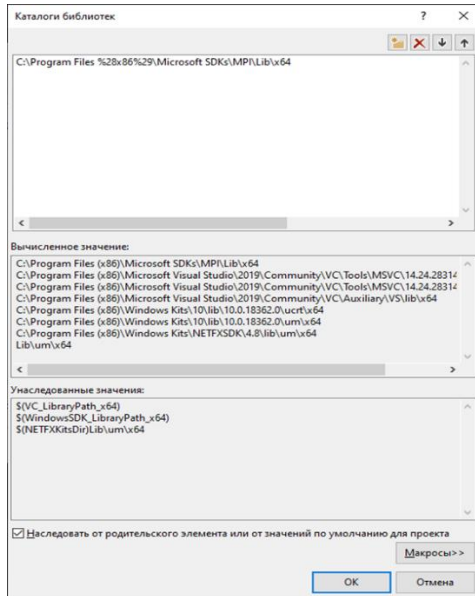 Каталоги библиотек
C:\Program Files %28x86%29\Microsoft SDKs\MPI\Lib\x64
Вычисленное значение:
C:\Program Files (x86)\Microsoft SDKs\MPI\Lib\x64
C:\Program Files (x86)\Microsoft Visual Studio\2019\Community\VC\Tools\MSVC\14.24.28314
C:\Program Files (x86)\Microsoft Visual Studio\2019\Community\VC\Tools\MSVC\14.24.28314
C:\Program Files (x86)\Microsoft Visual Studio\2019\Community\VC\Auxiliary\VS\lib\x64
C:\Program Files (x86)\Windows Kits\10\lib\10.0.18362.0\ucrt\x64
C:\Program Files (x86)\Windows Kits\10\lib\10.0.18362.0\um\x64
C:\Program Files (x86)\Windows Kits\NETFXSDK\4.8\lib\um\x64
Lib\um\x64
Унаследованные значения:
$(VC_LibraryPath_x64)
$(WindowsSDK_LibraryPath_x64)
$(NETFXKitsDir)Lib\um\x64
Наследовать от родительского элемента или от значений по умолчанию для проекта
Макросы>>
ОК Отмена